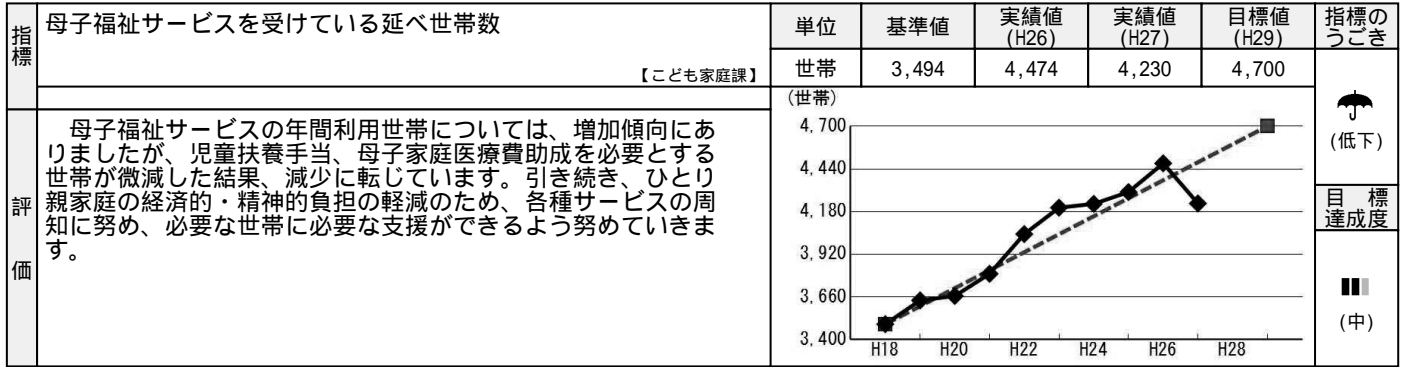 指標
母子福祉サービスを受けている延べ世帯数
【こども家庭課】
単位
基準値
実績値
(H26)
実績値
(H27)
目標値
(H29)
指標の
うごき
世帯
3,494
4,474
4,230
4,700
(低下)
評価
母子福祉サービスの年間利用世帯については、増加傾向にあ
りましたが、児童扶養手当、母子家庭医療費助成を必要とする
世帯が微減した結果、減少に転じています。引き続き、ひとり
親家庭の経済的・精神的負担の軽減のため、各種サービスの周
知に努め、必要な世帯に必要な支援ができるよう努めていきま
す。
(世帯)
4,700
4,440
4,180
3,920
3,660
3,400
H18 H20 H22 H24 H26 H28
目 標
達成度
(中)